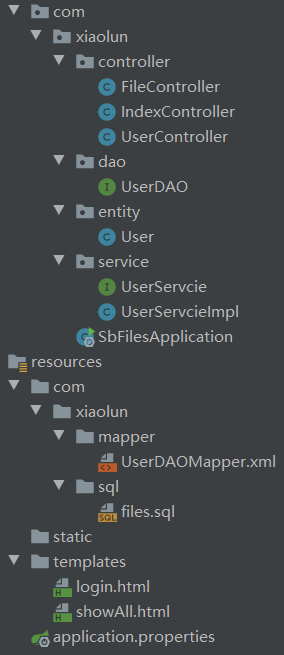 com
xiaolun
controller
FileController
IndexController
UserController
dao
UserDAO
entity
User
service
UserServcie
UserServcieImpl
SbFilesApplication
resources
com
xiaolun
mapper
UserDAOMapper.xml
sql
files.sql
static
templates
login.html
showAll.html
application.properties